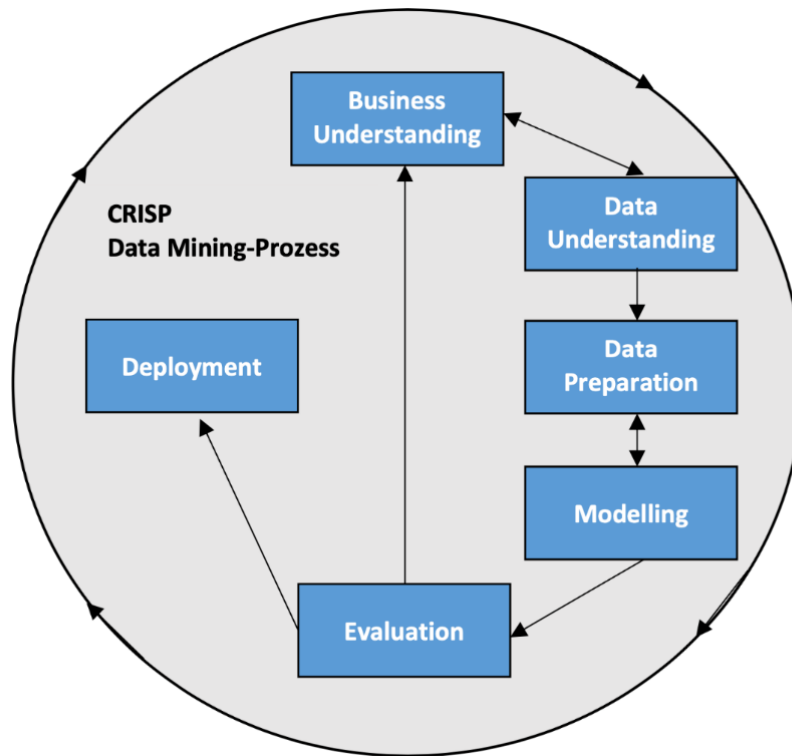 Business
Understanding
CRISP
Data Mining-Prozess
Data
Understanding
Deployment
Data
Preparation
Modelling
Evaluation